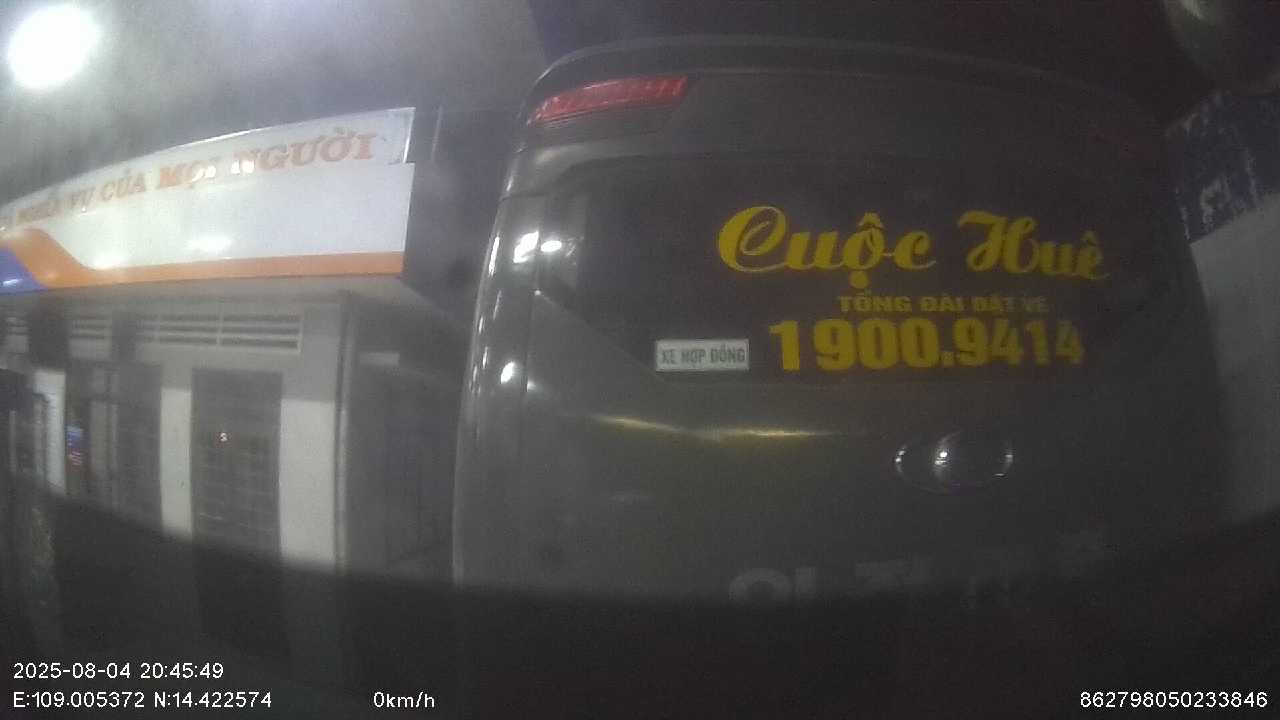 VỤ CỦA MỌI NGƯỜI
Cuộc Huê
TỔNG ĐÀI ĐẶT VÉ
1900.9414
XE HỢP ĐỒNG
2025-08-04 20:45:49
E:109.005372 N:14.422574
0km/h
862798050233846